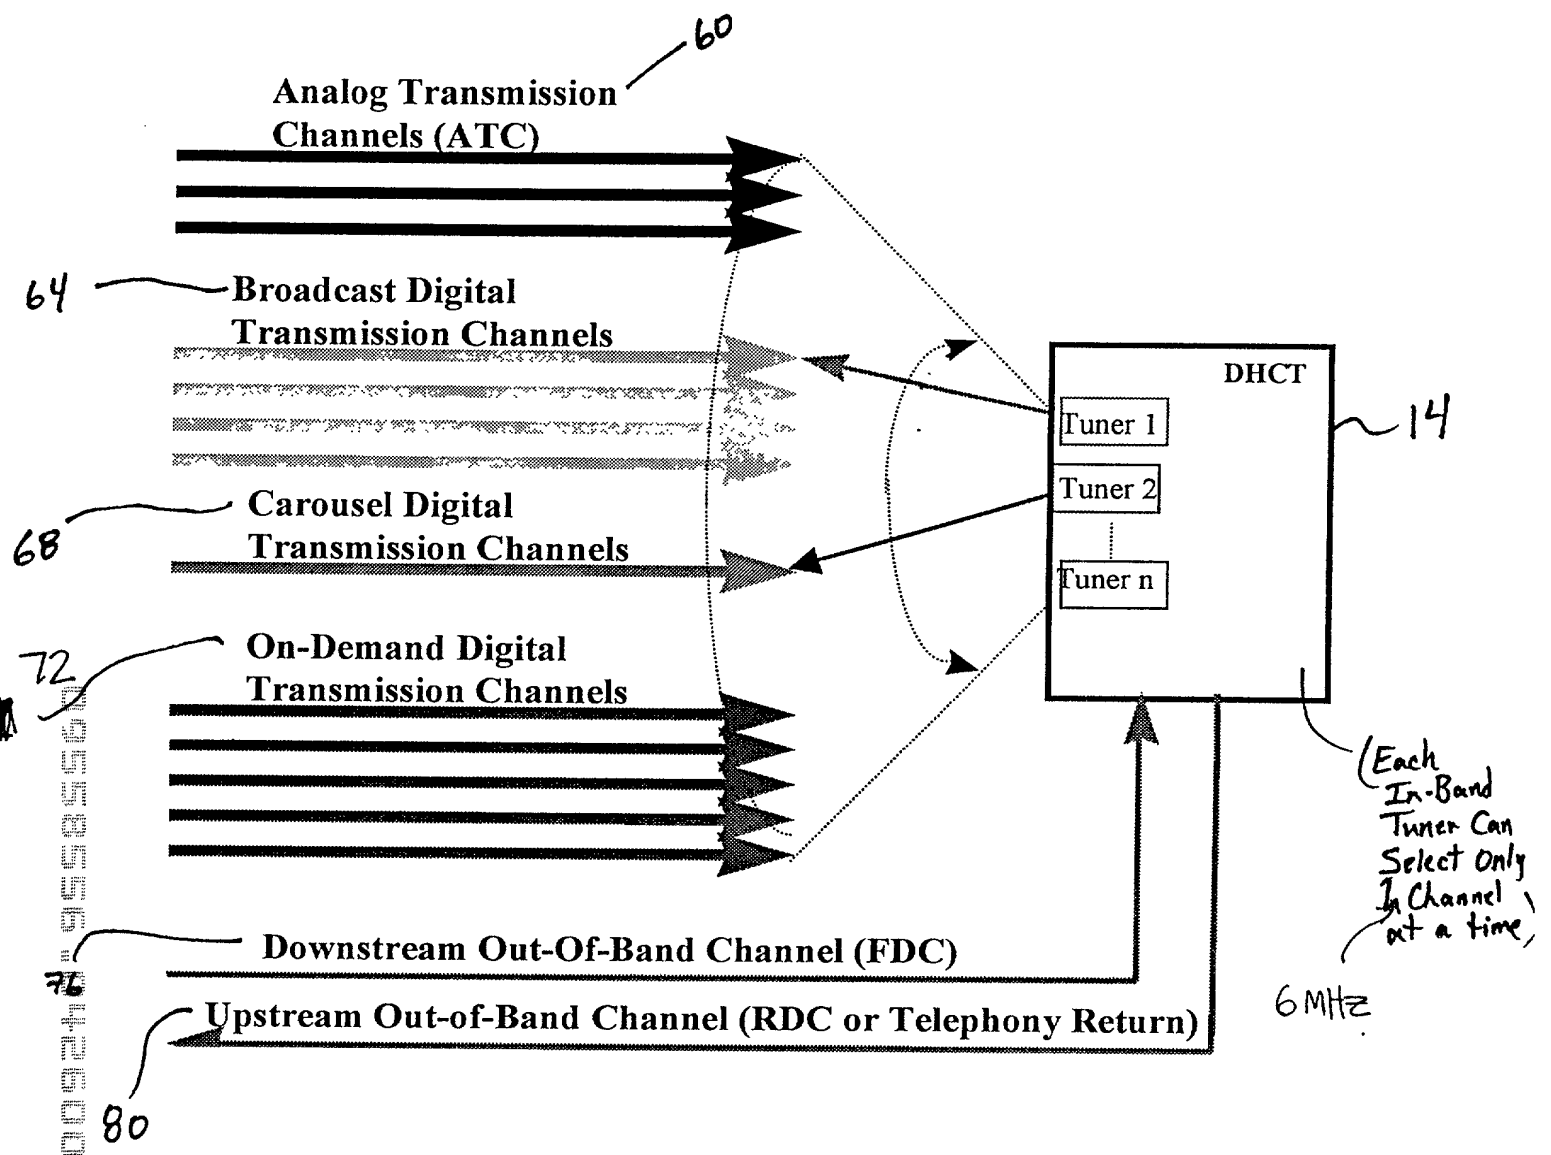 60
Analog Transmission
Channels (ATC)
64
Broadcast Digital
Transmission Channels
DHCT
14
Tuner 1
Tuner 2
Tuner n
68
Carousel Digital
Transmission Channels
72
On-Demand Digital
Transmission Channels
(Each
In-Band
Tuner Can
Select Only
Channel
at a time)
6 MHz
76
Downstream Out-Of-Band Channel (FDC)
80
Upstream Out-of-Band Channel (RDC or Telephony Return)